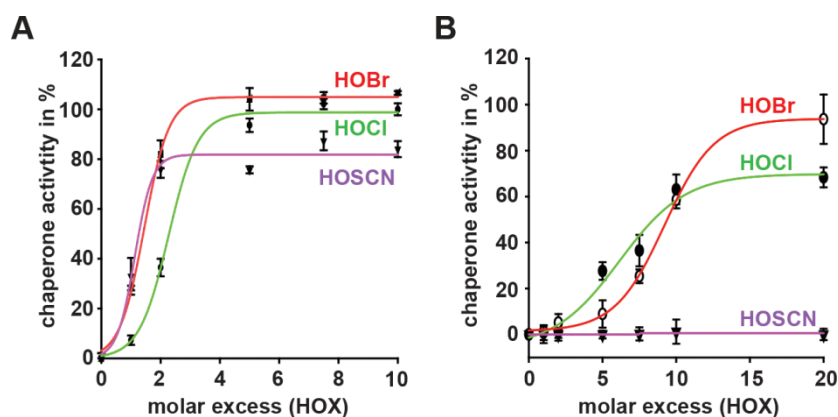 A
chaperone activtity in %
120
100
80
60
40
20
0
HOBr
HOCl
HOSCN
0 2 4 6 8 10
molar excess (HOX)
B
chaperone activtity in %
120
100
80
60
40
20
0
HOBr
HOCl
HOSCN
0 5 10 15 20
molar excess (HOX)